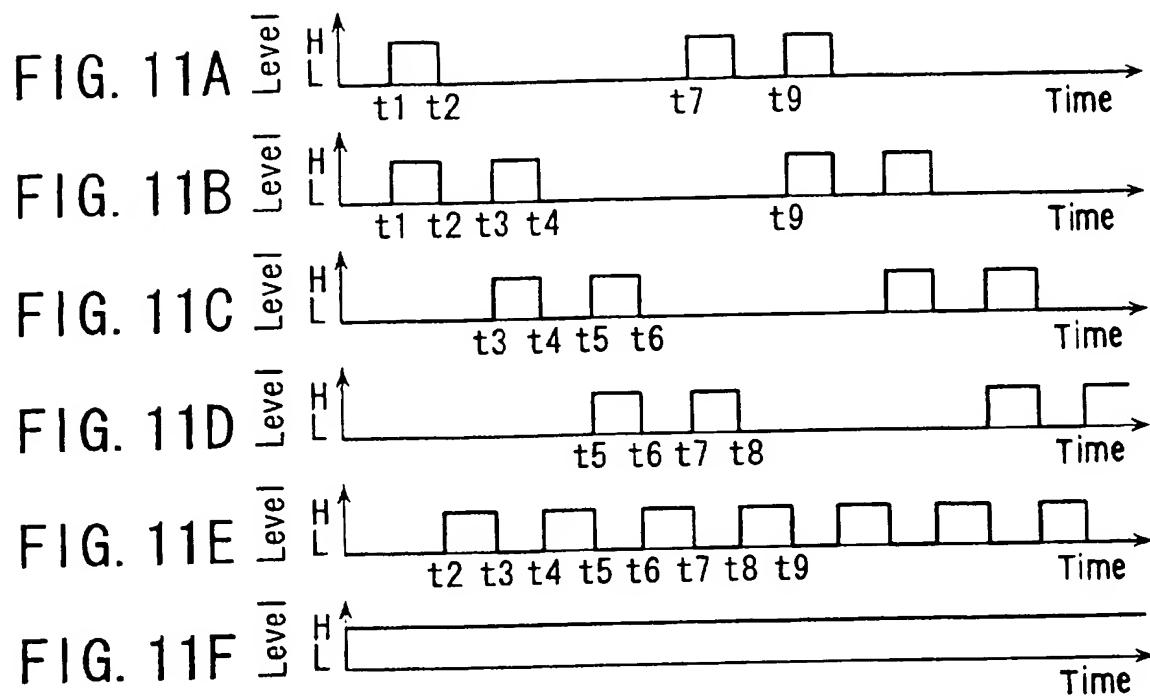 FIG. 11A
Level
H
L
t1 t2 t7 t9
Time
FIG. 11B
Level
H
L
t1 t2 t3 t4 t9
Time
FIG. 11C
Level
H
L
t3 t4 t5 t6
Time
FIG. 11D
Level
H
L
t5 t6 t7 t8
Time
FIG. 11E
Level
H
L
t2 t3 t4 t5 t6 t7 t8 t9
Time
FIG. 11F
Level
H
L
Time